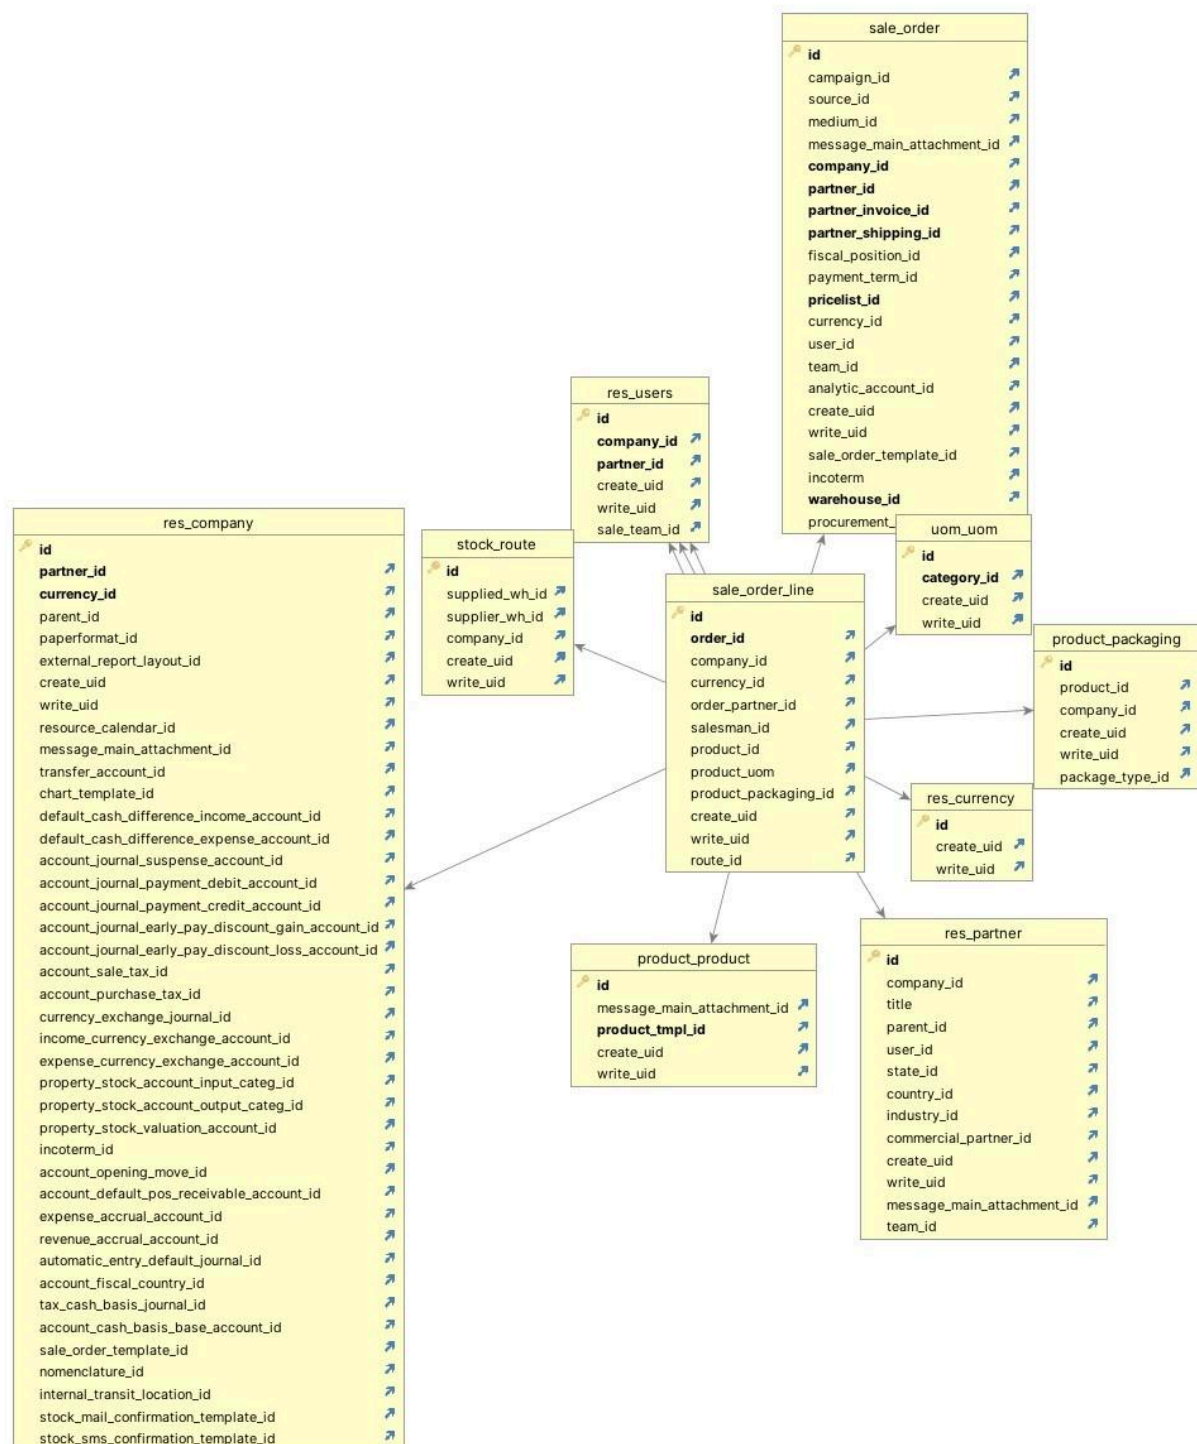 sale_order
id
campaign_id
source_id
medium_id
message_main_attachment_id
company_id
partner_id
partner_invoice_id
partner_shipping_id
fiscal_position_id
payment_term_id
pricelist_id
currency_id
user_id
team_id
analytic_account_id
create_uid
write_uid
sale_order_template_id
incoterm
warehouse_id
procurement_
res_users
id
company_id
partner_id
create_uid
write_uid
sale_team_id
stock_route
id
supplied_wh_id
supplier_wh_id
company_id
create_uid
write_uid
uom_uom
id
category_id
create_uid
write_uid
sale_order_line
id
order_id
company_id
currency_id
order_partner_id
salesman_id
product_id
product_uom
product_packaging_id
create_uid
write_uid
route_id
product_packaging
id
product_id
company_id
create_uid
write_uid
package_type_id
res_currency
id
create_uid
write_uid
res_company
id
partner_id
currency_id
parent_id
paperformat_id
external_report_layout_id
create_uid
write_uid
resource_calendar_id
message_main_attachment_id
transfer_account_id
chart_template_id
default_cash_difference_income_account_id
default_cash_difference_expense_account_id
account_journal_suspense_account_id
account_journal_payment_debit_account_id
account_journal_payment_credit_account_id
account_journal_early_pay_discount_gain_account_id
account_journal_early_pay_discount_loss_account_id
account_sale_tax_id
account_purchase_tax_id
currency_exchange_journal_id
income_currency_exchange_account_id
expense_currency_exchange_account_id
property_stock_account_input_categ_id
property_stock_account_output_categ_id
property_stock_valuation_account_id
incoterm_id
account_opening_move_id
account_default_pos_receivable_account_id
expense_accrual_account_id
revenue_accrual_account_id
automatic_entry_default_journal_id
account_fiscal_country_id
tax_cash_basis_journal_id
account_cash_basis_base_account_id
sale_order_template_id
nomenclature_id
internal_transit_location_id
stock_mail_confirmation_template_id
stock_sms_confirmation_template_id
product_product
id
message_main_attachment_id
product_tmpl_id
create_uid
write_uid
res_partner
id
company_id
title
parent_id
user_id
state_id
country_id
industry_id
commercial_partner_id
create_uid
write_uid
message_main_attachment_id
team_id